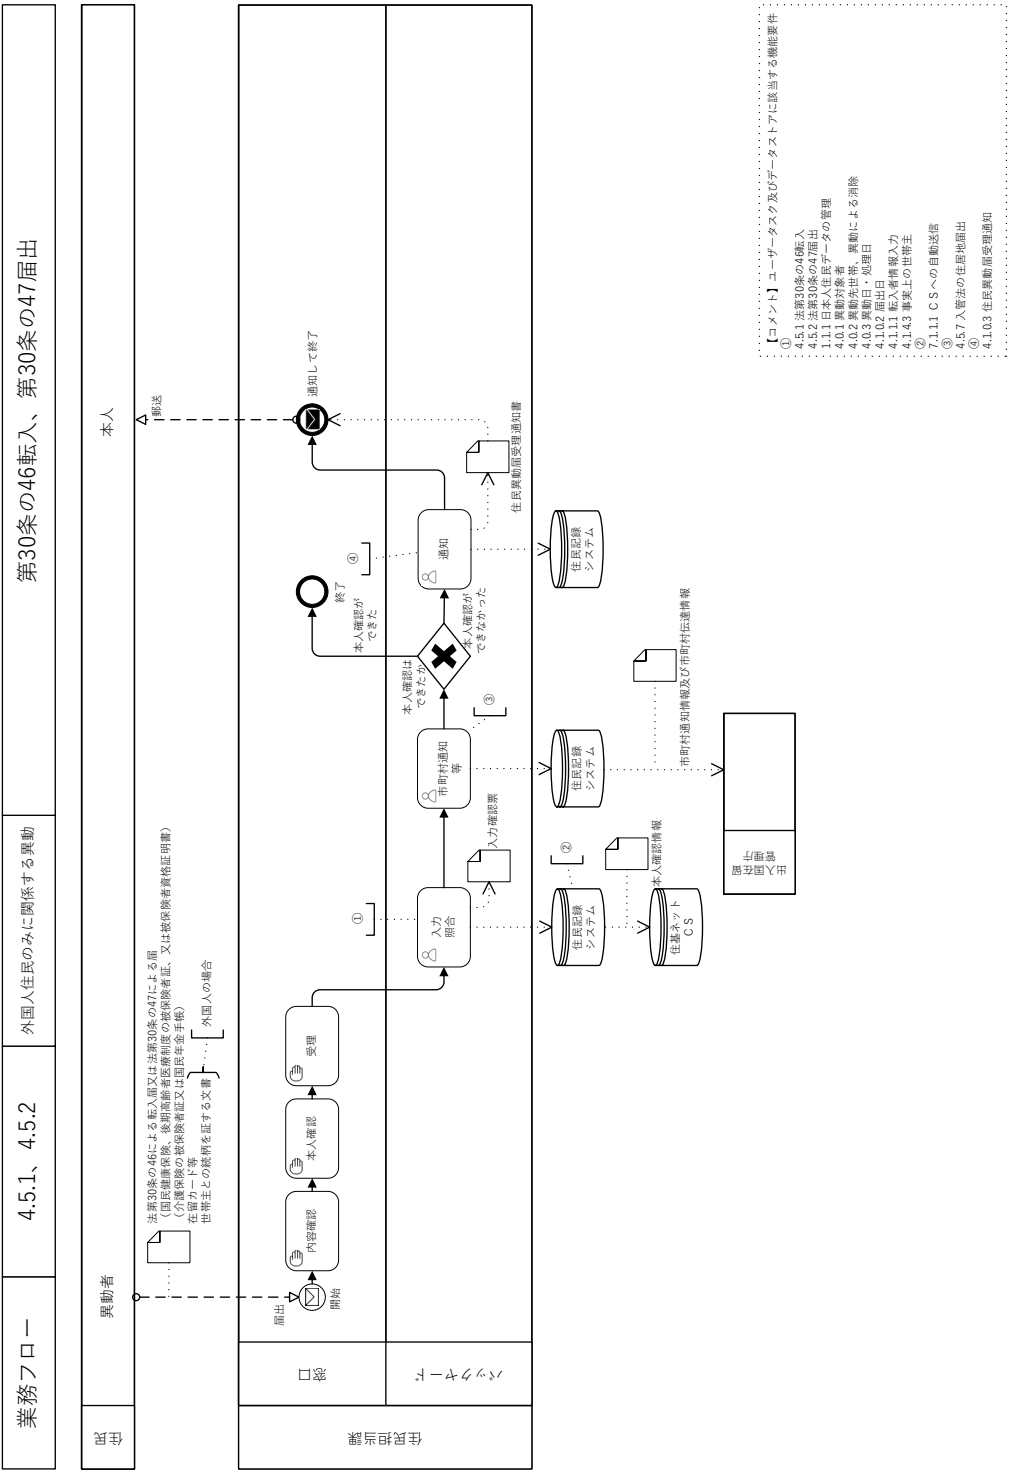 業務フロー
4.5.1、4.5.2
外国人住民のみに関係する異動
第30条の46転入、第30条の47届出
住民
異動者
本人
法第30条の46による転入届又は法第30条の47による届
(国民健康保険、後期高齢者医療制度の被保険者証、又は被保険者資格証明書)
(介護保険の被保険者証又は国民年金手帳)
在留カード等
世帯主との続柄を証する文書
外国人の場合
郵送
住民担当課
窓口
届出
開始
内容確認
本人確認
受理
終了
本人確認が
できた
通知して終了
バックヤード
①
入力
照合
入力確認票
市町村通知
等
③
本人確認は
できたか
本人確認が
できなかった
④
通知
住民異動届受理通知書
②
住民記録
システム
本人確認情報
住基ネット
CS
住民記録
システム
市町村通知情報及び市町村伝達情報
住民記録
システム
出入国在留
管理庁
【コメント】ユーザータスク及びデータストアに該当する機能要件
①
4.5.1 法第30条の46転入
4.5.2 法第30条の47届出
1.1.1 日本人住民データの管理
4.0.1 異動対象者
4.0.2 異動先世帯、異動による消除
4.0.3 異動日・処理日
4.1.0.2 届出日
4.1.1.1 転入者情報入力
4.1.4.3 事実上の世帯主
②
7.1.1.1 CSへの自動送信
③
4.5.7 入管法の住居地届出
④
4.1.0.3 住民異動届受理通知